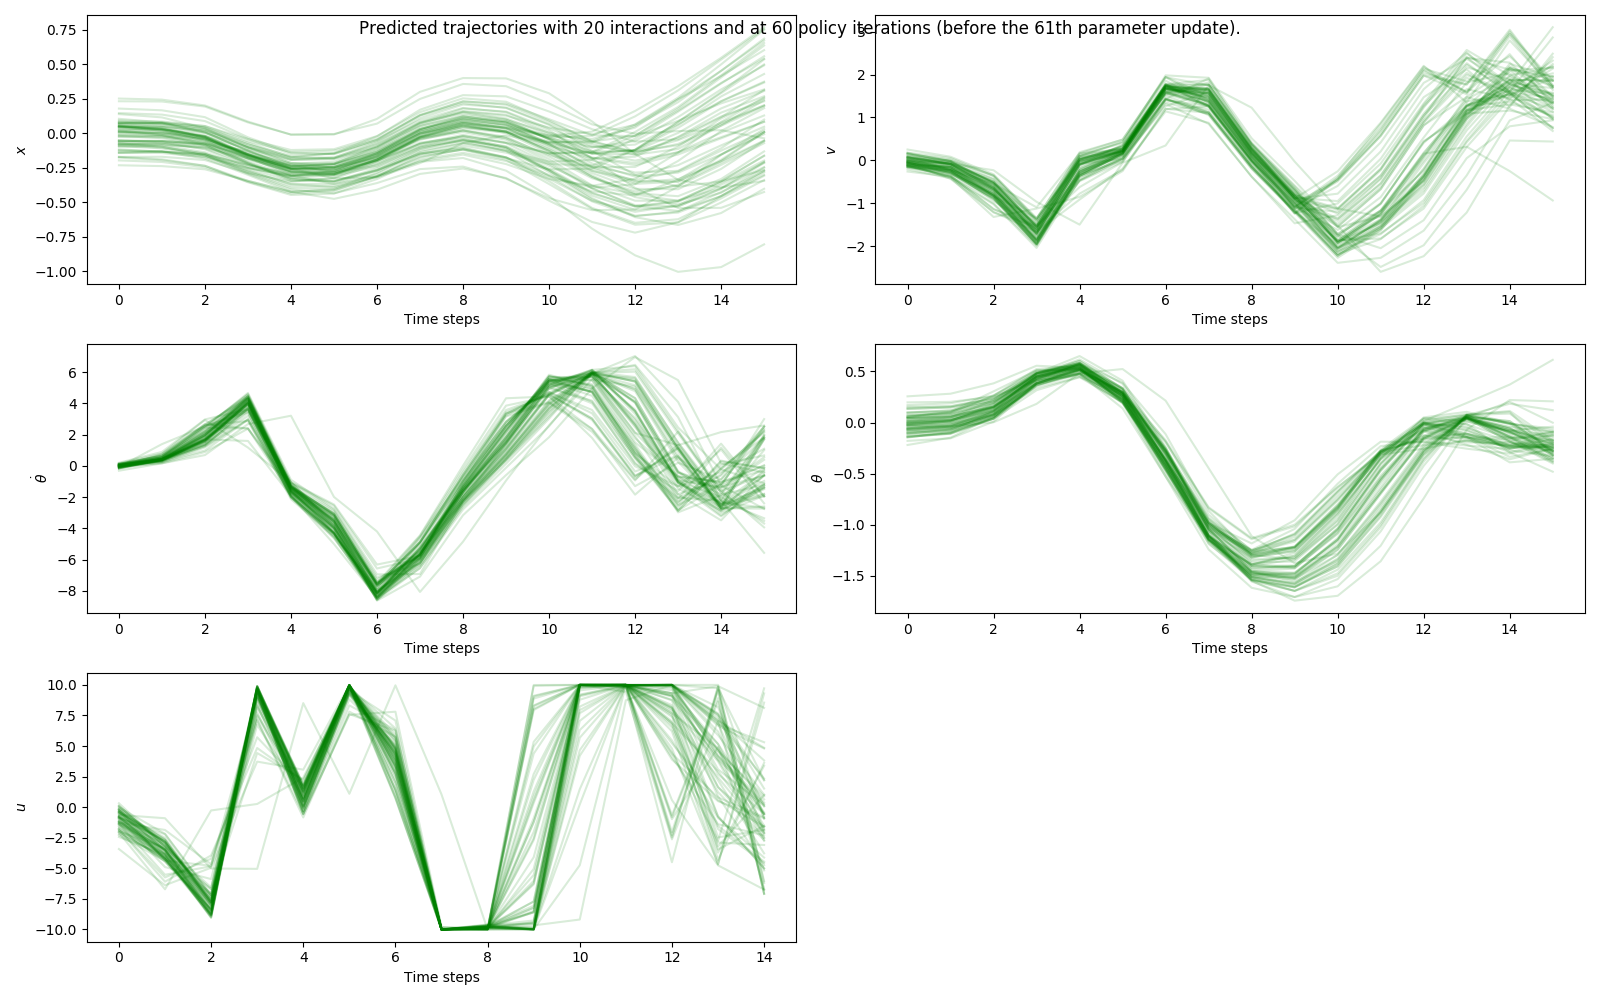 Predicted trajectories with 20 interactions and at 60 policy iterations (before the 61th parameter update).
0.75
0.50
0.25
0.00
−0.25
−0.50
−0.75
−1.00
x
0 2 4 6 8 10 12 14
Time steps
3
2
1
0
−1
−2
v
0 2 4 6 8 10 12 14
Time steps
6
4
2
0
−2
−4
−6
−8
θ̇
0 2 4 6 8 10 12 14
Time steps
0.5
0.0
−0.5
−1.0
−1.5
θ
0 2 4 6 8 10 12 14
Time steps
10.0
7.5
5.0
2.5
0.0
−2.5
−5.0
−7.5
−10.0
u
0 2 4 6 8 10 12 14
Time steps